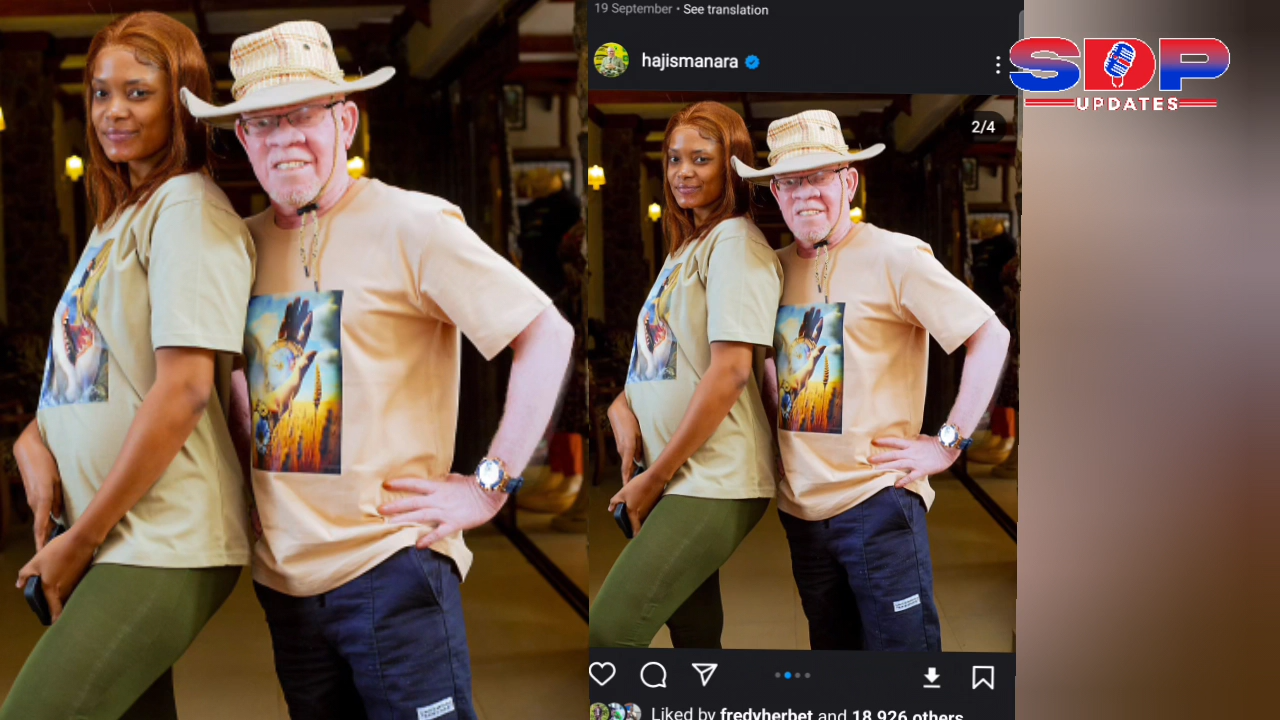 19 September • See translation
hajismanara
2/4
Liked by fredyherbet and 18,926 others
SDP
UPDATES